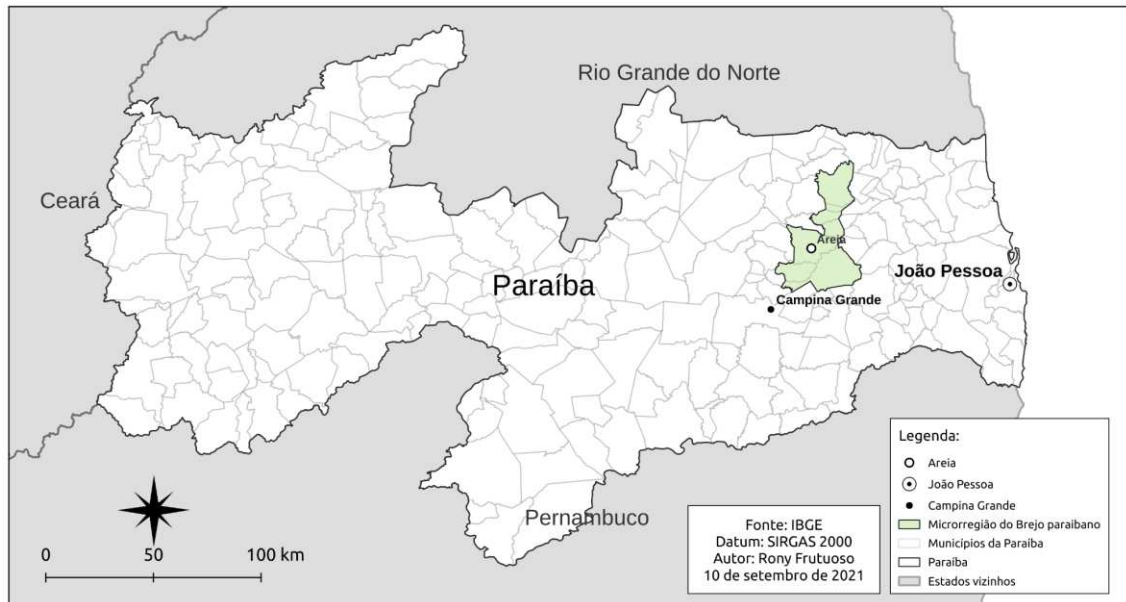 Rio Grande do Norte
Ceará
Areia
João Pessoa
Paraíba
Campina Grande
Pernambuco
0 50 100 km
Fonte: IBGE
Datum: SIRGAS 2000
Autor: Rony Frutuoso
10 de setembro de 2021
Legenda:
Areia
João Pessoa
Campina Grande
Microrregião do Brejo paraibano
Municípios da Paraíba
Paraíba
Estados vizinhos